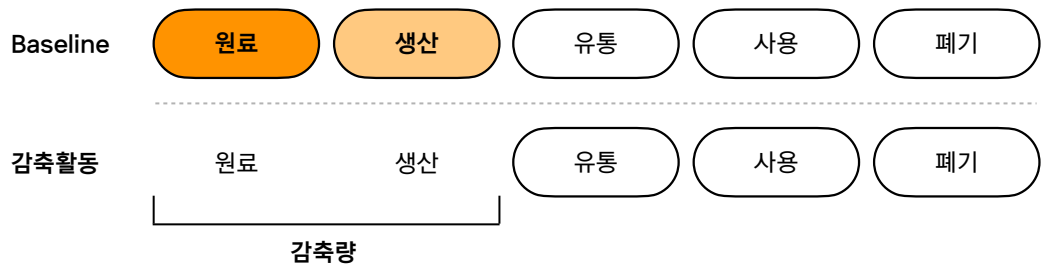 Baseline 원료 생산 유통 사용 폐기
감축활동 원료 생산 유통 사용 폐기
감축량